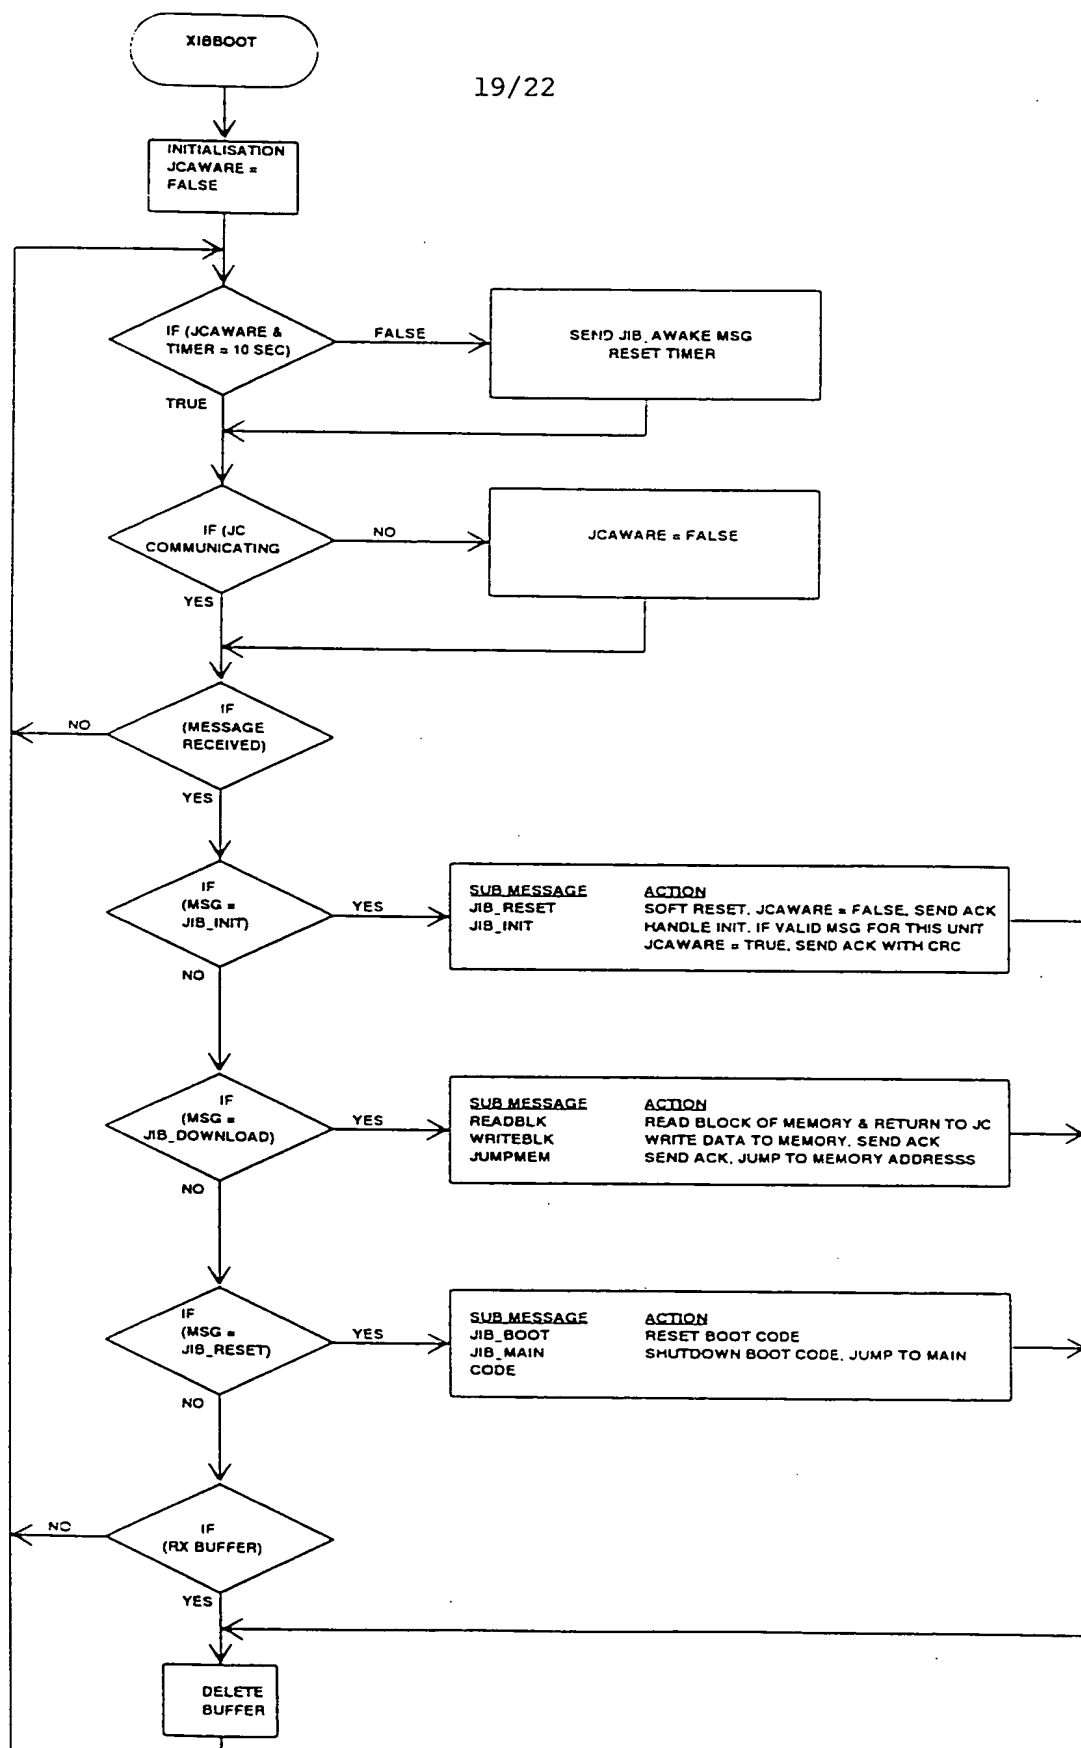 XIBBOOT
19/22
INITIALISATION
JCAWARE =
FALSE
IF (JCAWARE &
TIMER = 10 SEC)
FALSE
SEND JIB_AWAKE MSG
RESET TIMER
TRUE
IF (JC
COMMUNICATING
NO
JCAWARE = FALSE
YES
IF
(MESSAGE
RECEIVED)
NO
YES
IF
(MSG =
JIB_INIT)
YES
SUB MESSAGE ACTION
JIB_RESET SOFT RESET, JCAWARE = FALSE, SEND ACK
JIB_INIT HANDLE INIT. IF VALID MSG FOR THIS UNIT
JCAWARE = TRUE, SEND ACK WITH CRC
NO
IF
(MSG =
JIB_DOWNLOAD)
YES
SUB MESSAGE ACTION
READBLK READ BLOCK OF MEMORY & RETURN TO JC
WRITEBLK WRITE DATA TO MEMORY, SEND ACK
JUMPMEM SEND ACK, JUMP TO MEMORY ADDRESSS
NO
IF
(MSG =
JIB_RESET)
YES
SUB MESSAGE ACTION
JIB_BOOT RESET BOOT CODE
JIB_MAIN SHUTDOWN BOOT CODE, JUMP TO MAIN
CODE
NO
IF
(RX BUFFER)
NO
YES
DELETE
BUFFER